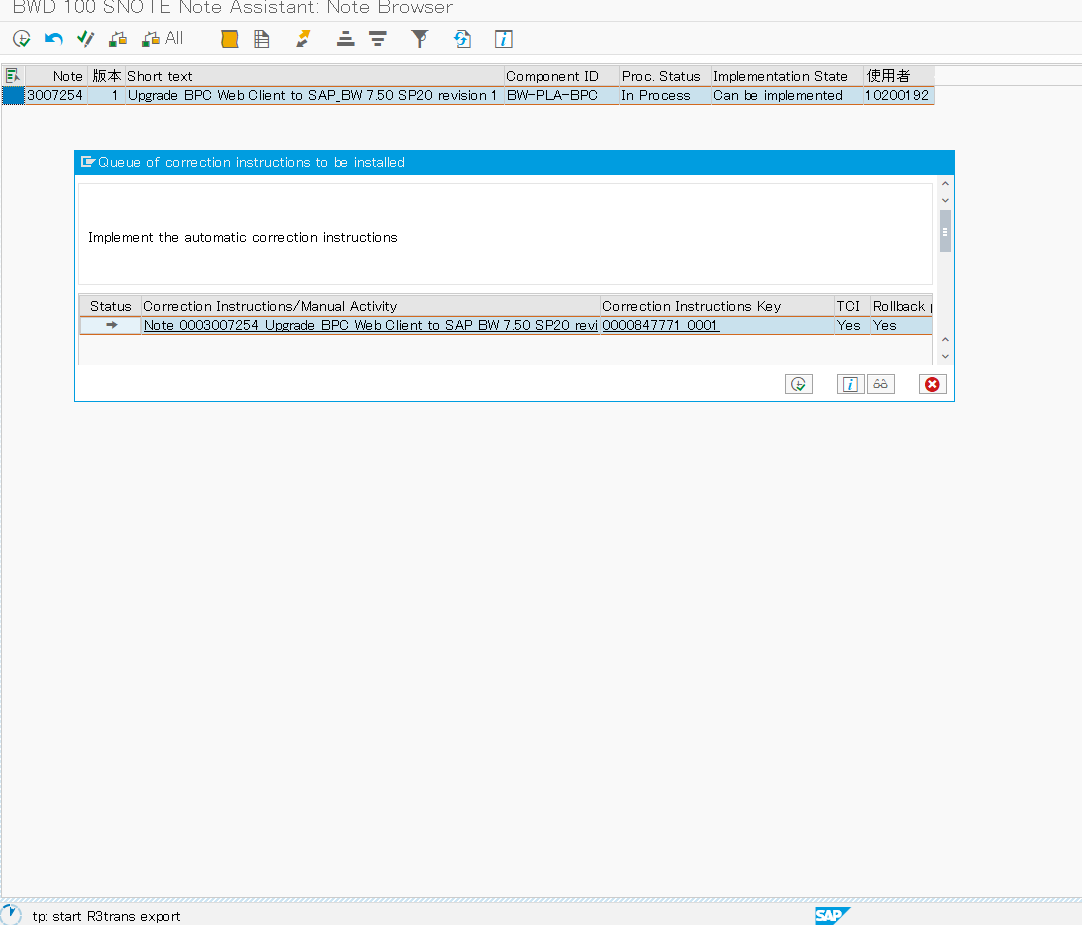 BWD 100 SNOTE Note Assistant: Note Browser
All
Note 版本 Short text Component ID Proc. Status Implementation State 使用者
3007254 1 Upgrade BPC Web Client to SAP_BW 7.50 SP20 revision 1 BW-PLA-BPC In Process Can be implemented 10200192
Queue of correction instructions to be installed
Implement the automatic correction instructions
Status Correction Instructions/Manual Activity Correction Instructions Key TCI Rollback
Note 0003007254 Upgrade BPC Web Client to SAP_BW 7.50 SP20 revi 0000847771 0001 Yes Yes
tp: start R3trans export
SAP